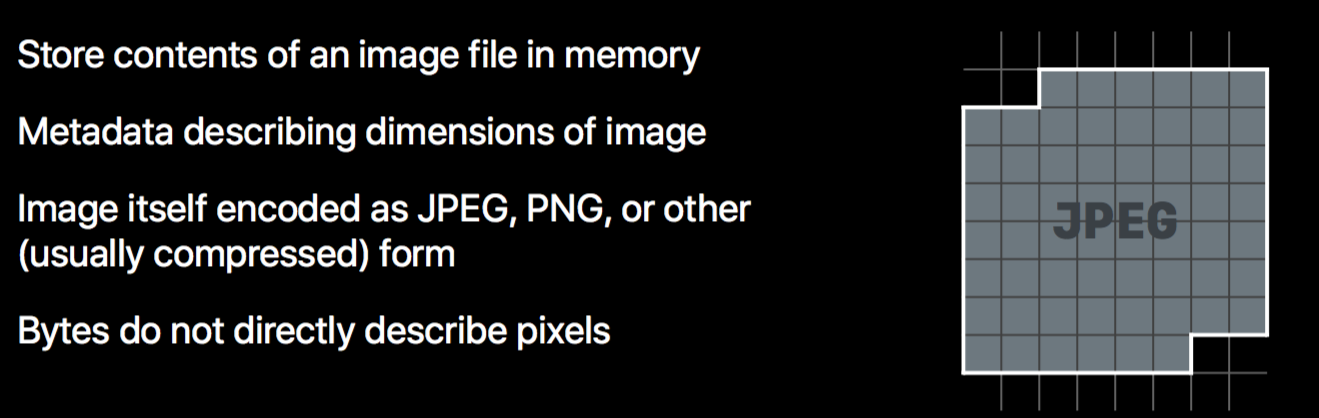 Store contents of an image file in memory
Metadata describing dimensions of image
Image itself encoded as JPEG, PNG, or other
(usually compressed) form
Bytes do not directly describe pixels
JPEG